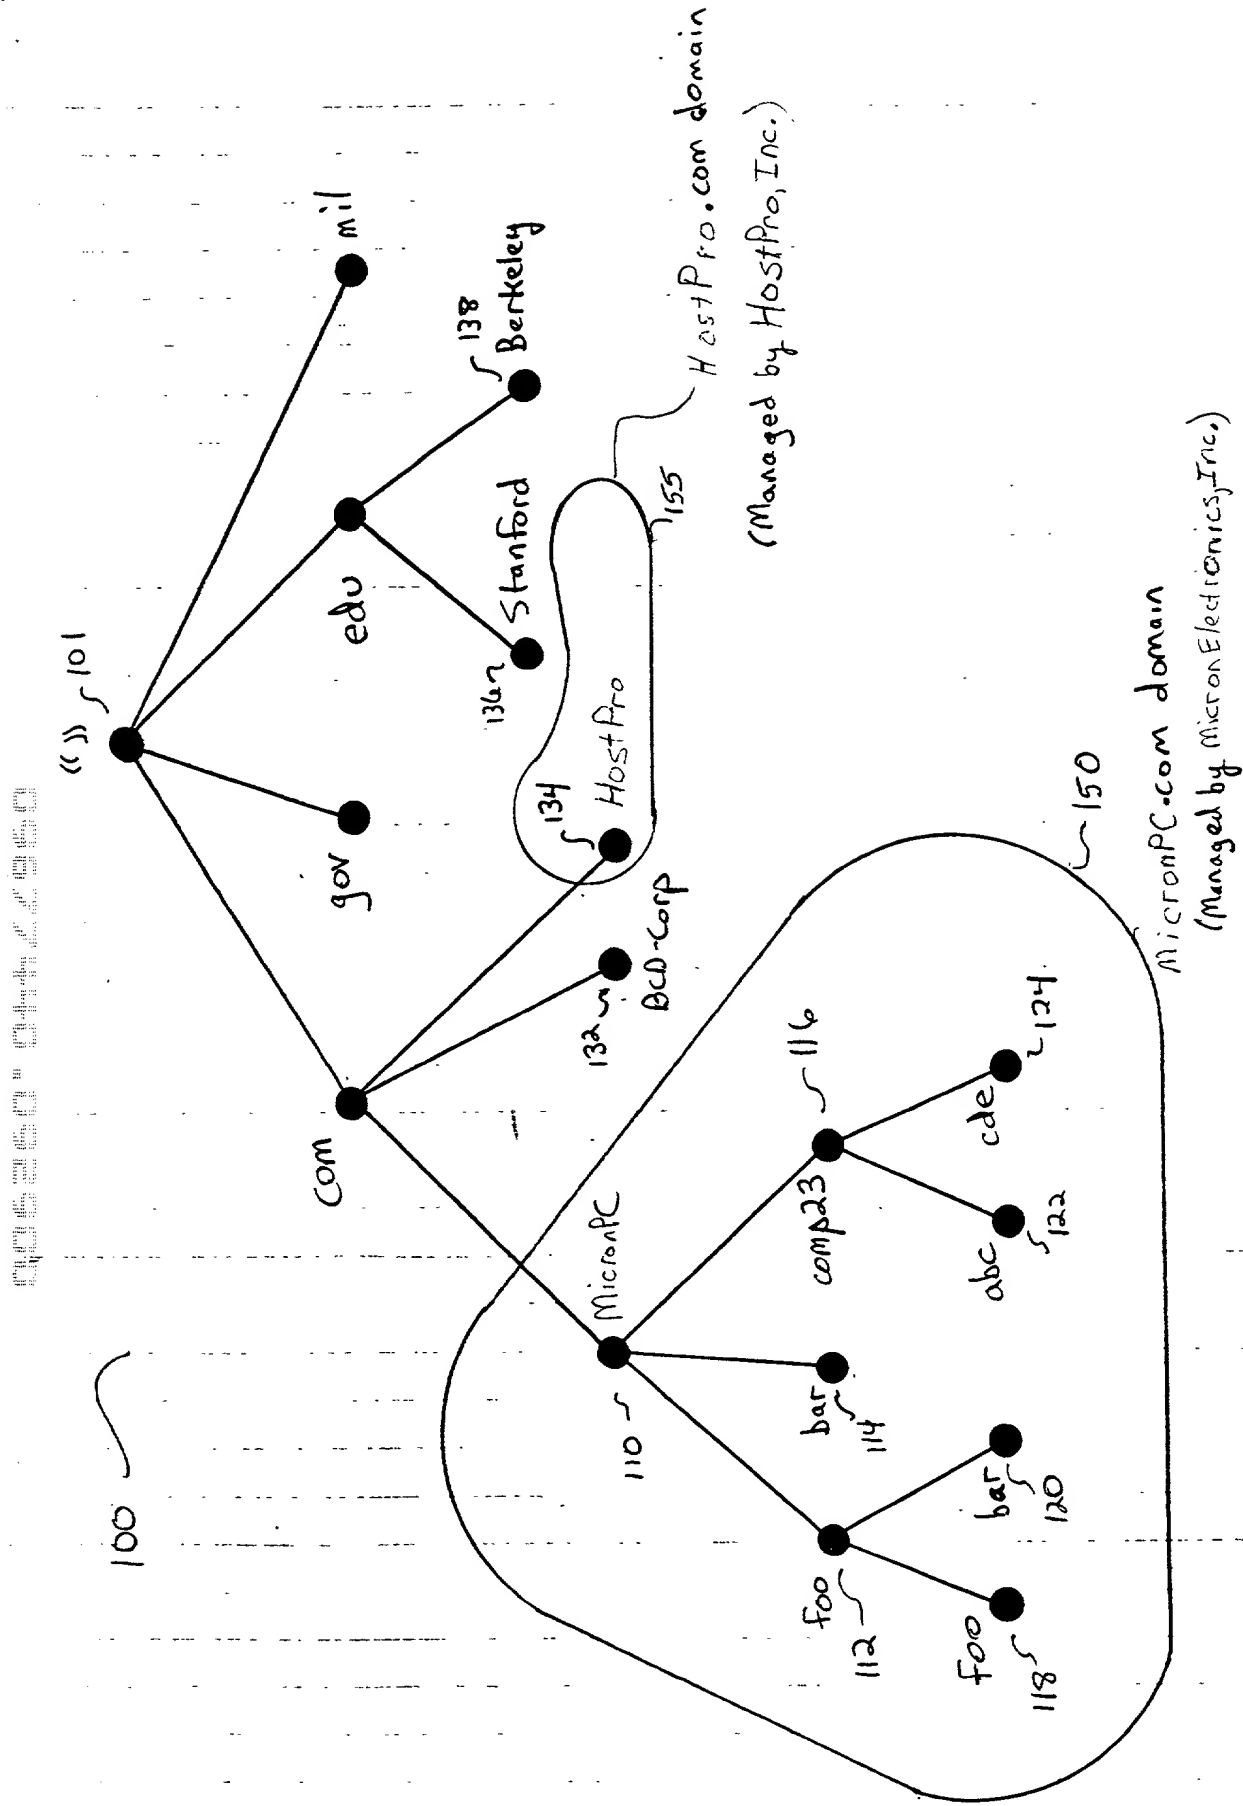 100
“” 101
com
gov
edu
mil
132
BCD-Corp
134
HostPro
136
Stanford
138
Berkeley
155
HostPro.com domain
(Managed by HostPro, Inc.)
110
MicronPC
foo
112
bar
114
comp23
116
foo
118
bar
120
abc
122
cde
124
150
MicronPC.com domain
(Managed by MicronElectronics, Inc.)